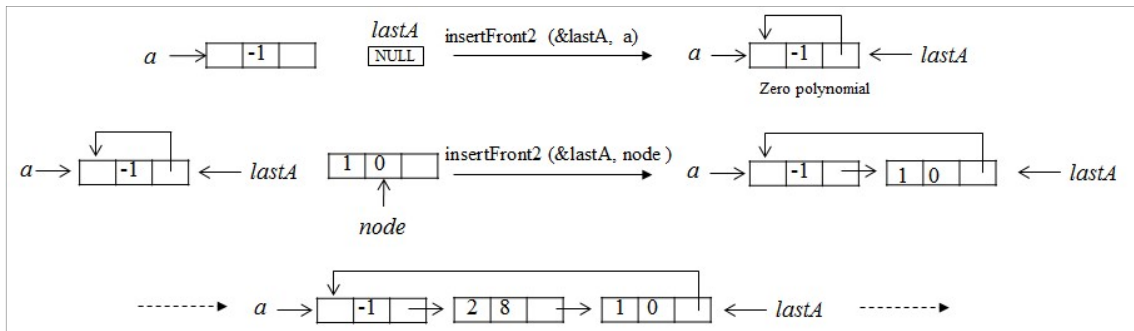 a -1 lastA NULL insertFront2 (&lastA, a) a -1 lastA
Zero polynomial
a -1 lastA 1 0 node insertFront2 (&lastA, node ) a -1 1 0 lastA
a -1 2 8 1 0 lastA